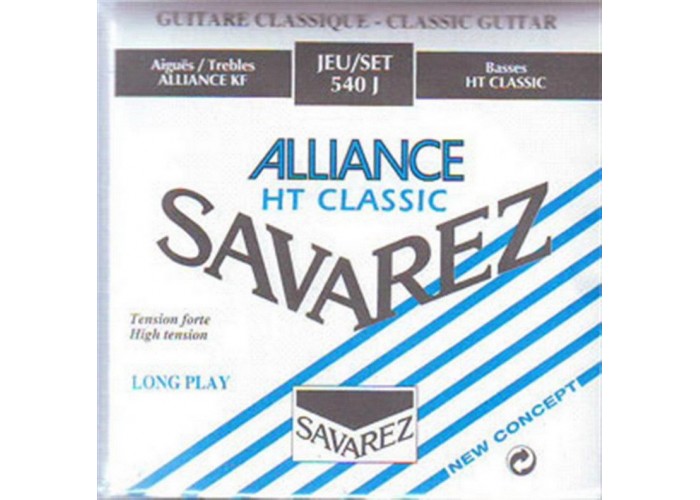 GUITARE CLASSIQUE - CLASSIC GUITAR
Aiguës / Trebles
ALLIANCE KF
JEU/SET
540 J
Basses
HT CLASSIC
ALLIANCE
HT CLASSIC
SAVAREZ
Tension forte
High tension
LONG PLAY
SAVAREZ
NEW CONCEPT